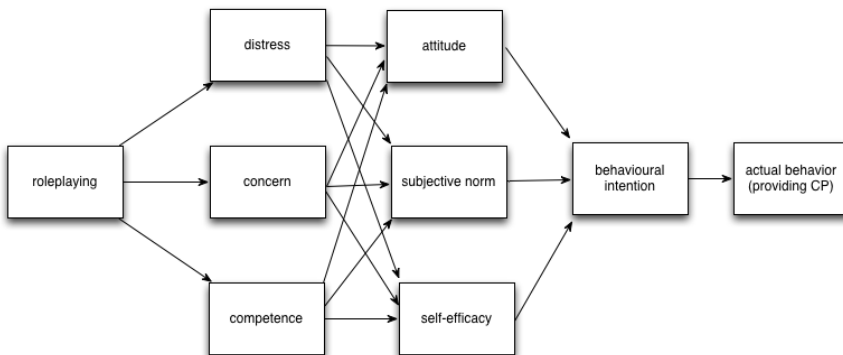 distress
attitude
roleplaying
concern
subjective norm
behavioural
intention
actual behavior
(providing CP)
competence
self-efficacy